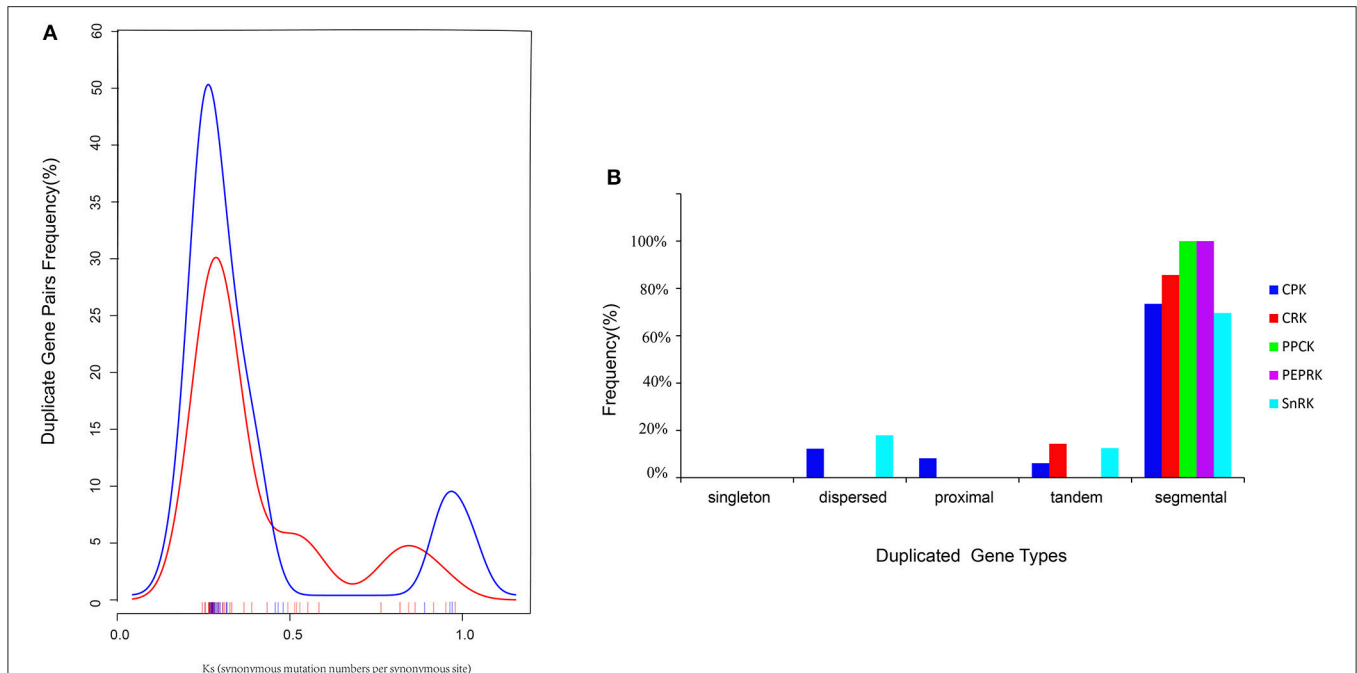 A
60
50
40
35
30
25
20
15
10
5
0
Duplicate Gene Pairs Frequency(%)
0.0
0.5
1.0
Ks (synonymous mutation numbers per synonymous site)
B
100%
80%
60%
40%
20%
0%
Frequency(%)
singleton
dispersed
proximal
tandem
segmental
Duplicated Gene Types
CPK
CRK
PPCK
PEPRK
SnRK